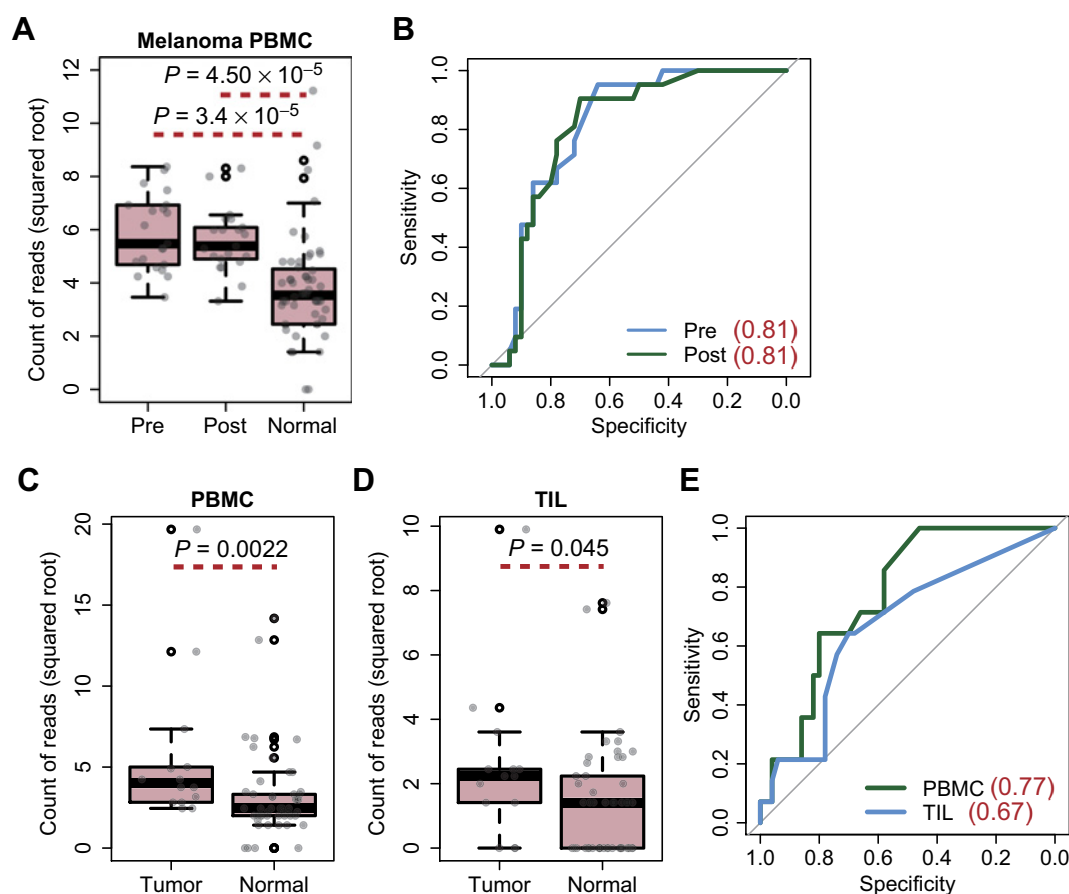 A
Melanoma PBMC
Count of reads (squared root)
12
10
8
6
4
2
0
P = 4.50 × 10⁻⁵
P = 3.4 × 10⁻⁵
Pre Post Normal
B
Sensitivity
1.0
0.8
0.6
0.4
0.2
0.0
Pre (0.81)
Post (0.81)
1.0 0.8 0.6 0.4 0.2 0.0
Specificity
C
PBMC
Count of reads (squared root)
20
15
10
5
0
P = 0.0022
Tumor Normal
D
TIL
Count of reads (squared root)
10
8
6
4
2
0
P = 0.045
Tumor Normal
E
Sensitivity
1.0
0.8
0.6
0.4
0.2
0.0
PBMC (0.77)
TIL (0.67)
1.0 0.8 0.6 0.4 0.2 0.0
Specificity